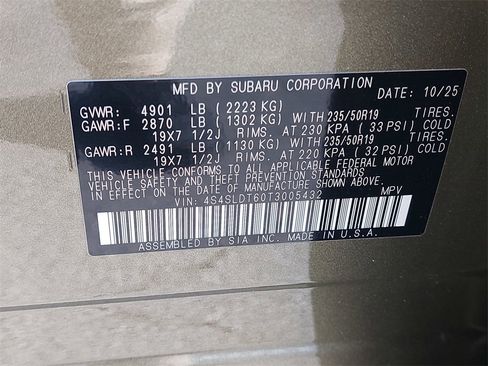 MFD BY SUBARU CORPORATION DATE: 10/25
GVWR: 4901 LB (2223 KG)
GAWR:F 2870 LB (1302 KG) WITH 235/50R19 TIRES.
19X7 1/2J RIMS. AT 230 KPA (33 PSI) COLD
GAWR:R 2491 LB (1130 KG) WITH 235/50R19 TIRES.
19X7 1/2J RIMS. AT 220 KPA (32 PSI) COLD
THIS VEHICLE CONFORMS TO ALL APPLICABLE FEDERAL MOTOR
VEHICLE SAFETY AND THEFT PREVENTION STANDARDS
IN EFFECT ON THE DATE OF MANUFACTURE SHOWN ABOVE.
VIN: 4S4SLDT60T3005432 MPV
ASSEMBLED BY SIA INC. MADE IN U.S.A.